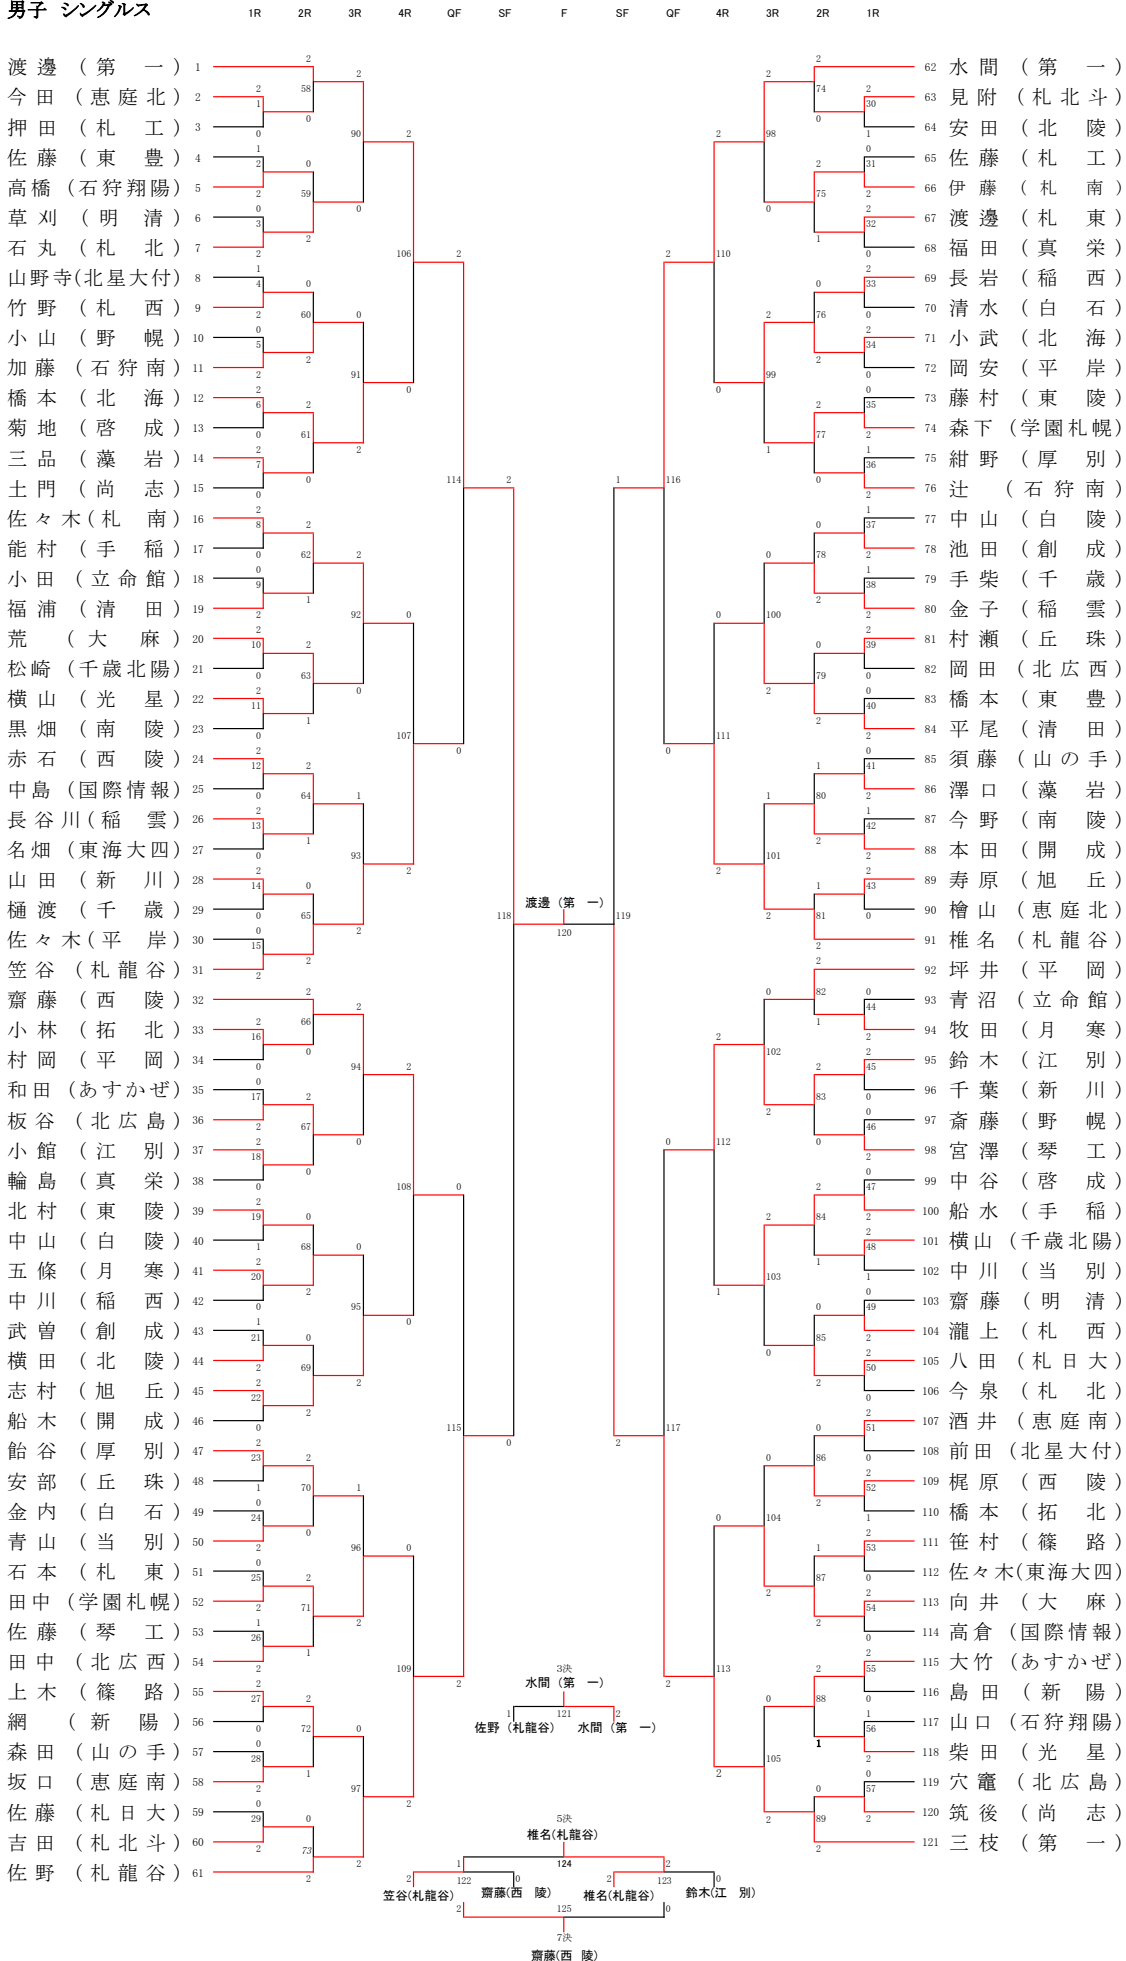 男子 シングルス
1R 2R 3R 4R QF SF F SF QF 4R 3R 2R 1R
渡邊 (第一) 1
今田 (恵庭北) 2
押田 (札工) 3
佐藤 (東豊) 4
高橋 (石狩翔陽) 5
草刈 (明清) 6
石丸 (札北) 7
山野寺(北星大付) 8
竹野 (札西) 9
小山 (野幌) 10
加藤 (石狩南) 11
橋本 (北海) 12
菊地 (啓成) 13
三品 (藻岩) 14
土門 (尚志) 15
佐々木(札南) 16
能村 (手稲) 17
小田 (立命館) 18
福浦 (清田) 19
荒 (大麻) 20
松崎 (千歳北陽) 21
横山 (光星) 22
黒畑 (南陵) 23
赤石 (西陵) 24
中島 (国際情報) 25
長谷川(稲雲) 26
名畑 (東海大四) 27
山田 (新川) 28
樋渡 (千歳) 29
佐々木(平岸) 30
笠谷 (札龍谷) 31
齋藤 (西陵) 32
小林 (拓北) 33
村岡 (平岡) 34
和田 (あすかぜ) 35
板谷 (北広島) 36
小館 (江別) 37
輪島 (真栄) 38
北村 (東陵) 39
中山 (白陵) 40
五條 (月寒) 41
中川 (稲西) 42
武曽 (創成) 43
横田 (北陵) 44
志村 (旭丘) 45
船木 (開成) 46
飴谷 (厚別) 47
安部 (丘珠) 48
金内 (白石) 49
青山 (当別) 50
石本 (札東) 51
田中 (学園札幌) 52
佐藤 (琴工) 53
田中 (北広西) 54
上木 (篠路) 55
網 (新陽) 56
森田 (山の手) 57
坂口 (恵庭南) 58
佐藤 (札日大) 59
吉田 (札北斗) 60
佐野 (札龍谷) 61
62 水間 (第一)
63 見附 (札北斗)
64 安田 (北陵)
65 佐藤 (札工)
66 伊藤 (札南)
67 渡邊 (札東)
68 福田 (真栄)
69 長岩 (稲西)
70 清水 (白石)
71 小武 (北海)
72 岡安 (平岸)
73 藤村 (東陵)
74 森下 (学園札幌)
75 紺野 (厚別)
76 辻 (石狩南)
77 中山 (白陵)
78 池田 (創成)
79 手柴 (千歳)
80 金子 (稲雲)
81 村瀬 (丘珠)
82 岡田 (北広西)
83 橋本 (東豊)
84 平尾 (清田)
85 須藤 (山の手)
86 澤口 (藻岩)
87 今野 (南陵)
88 本田 (開成)
89 寿原 (旭丘)
90 檜山 (恵庭北)
91 椎名 (札龍谷)
92 坪井 (平岡)
93 青沼 (立命館)
94 牧田 (月寒)
95 鈴木 (江別)
96 千葉 (新川)
97 斎藤 (野幌)
98 宮澤 (琴工)
99 中谷 (啓成)
100 船水 (手稲)
101 横山 (千歳北陽)
102 中川 (当別)
103 齋藤 (明清)
104 瀧上 (札西)
105 八田 (札日大)
106 今泉 (札北)
107 酒井 (恵庭南)
108 前田 (北星大付)
109 梶原 (西陵)
110 橋本 (拓北)
111 笹村 (篠路)
112 佐々木(東海大四)
113 向井 (大麻)
114 高倉 (国際情報)
115 大竹 (あすかぜ)
116 島田 (新陽)
117 山口 (石狩翔陽)
118 柴田 (光星)
119 穴竈 (北広島)
120 筑後 (尚志)
121 三枝 (第一)
渡邊 (第 一)
118 120 119
3決
水間 (第 一)
1 121 2
佐野 (札龍谷) 水間 (第 一)
5決
椎名(札龍谷)
1 124 2
2 122 0 2 123 0
笠谷(札龍谷) 齋藤(西 陵) 椎名(札龍谷) 鈴木(江 別)
2 125 0
7決
齋藤(西 陵)